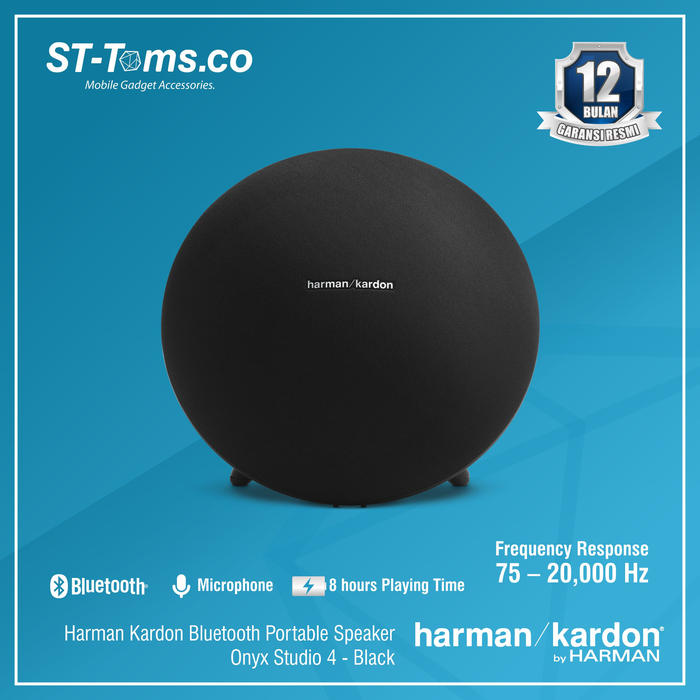 ST-Toms.co
Mobile Gadget Accessories.
12
BULAN
GARANSI RESMI
harman/kardon
Frequency Response
75 – 20,000 Hz
Bluetooth®
Microphone
8 hours Playing Time
Harman Kardon Bluetooth Portable Speaker
Onyx Studio 4 - Black
harman/kardon®
by HARMAN